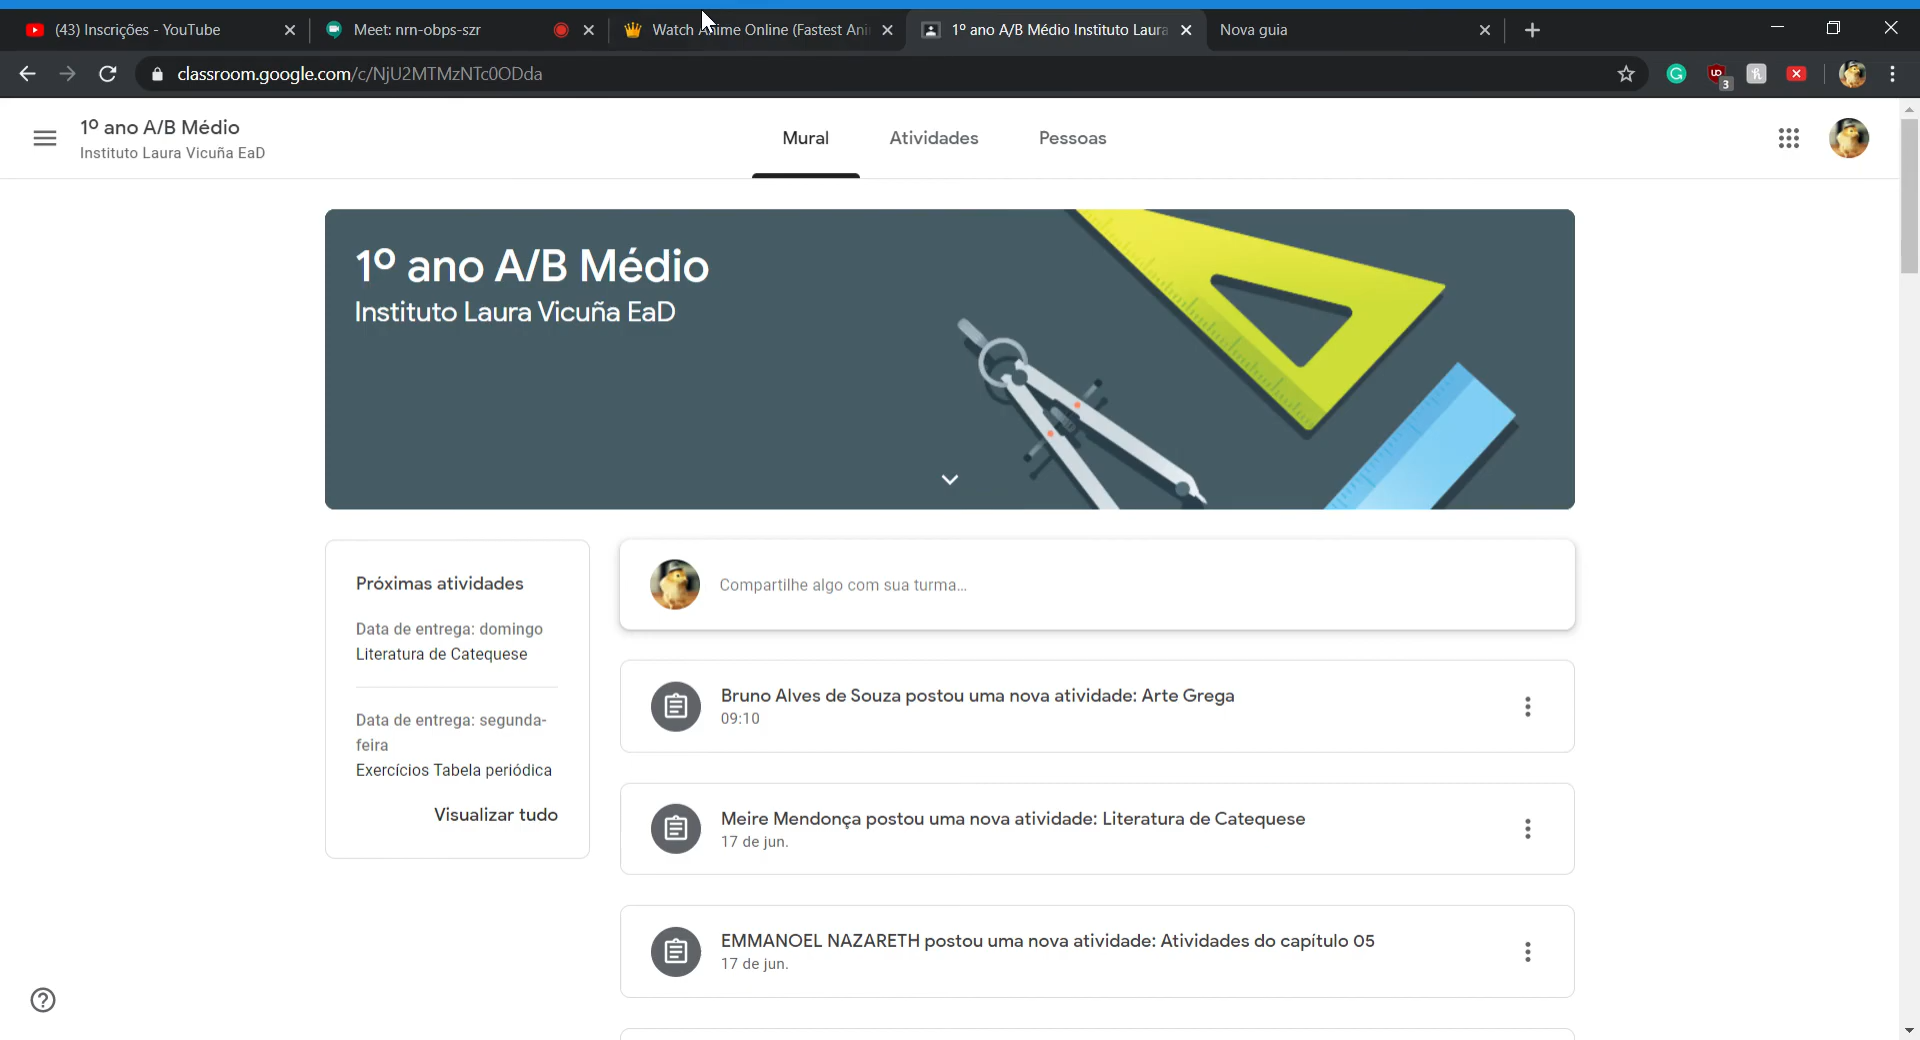 (43) Inscrições - YouTube
Meet: nrn-obps-szr
Watch Anime Online (Fastest Ani
1º ano A/B Médio Instituto Laura
Nova guia
classroom.google.com/c/NjU2MTMzNTc0ODda
3
1º ano A/B Médio
Instituto Laura Vicuña EaD
Mural
Atividades
Pessoas
1º ano A/B Médio
Instituto Laura Vicuña EaD
Próximas atividades
Data de entrega: domingo
Literatura de Catequese
Data de entrega: segunda-
feira
Exercícios Tabela periódica
Visualizar tudo
Compartilhe algo com sua turma...
Bruno Alves de Souza postou uma nova atividade: Arte Grega
09:10
Meire Mendonça postou uma nova atividade: Literatura de Catequese
17 de jun.
EMMANOEL NAZARETH postou uma nova atividade: Atividades do capítulo 05
17 de jun.